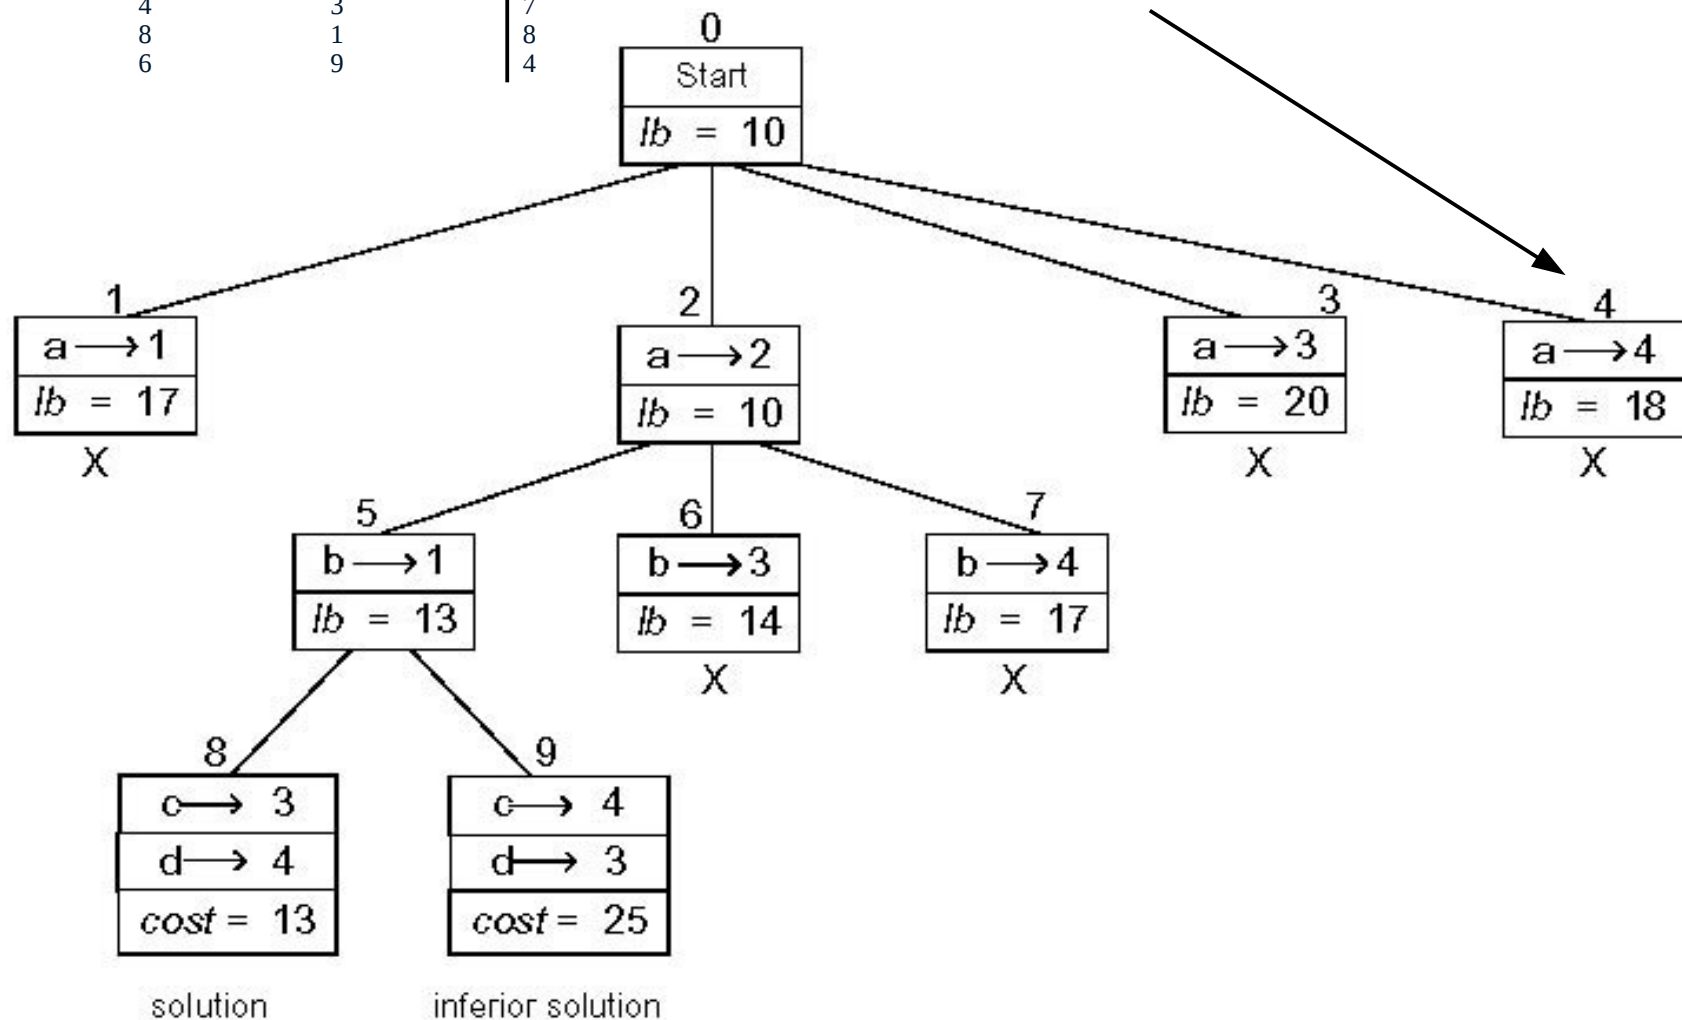 4 3 7
8 1 8
6 9 4
0
Start
lb = 10
1
a → 1
lb = 17
X
2
a → 2
lb = 10
3
a → 3
lb = 20
X
4
a → 4
lb = 18
X
5
b → 1
lb = 13
6
b → 3
lb = 14
X
7
b → 4
lb = 17
X
8
c → 3
d → 4
cost = 13
solution
9
c → 4
d → 3
cost = 25
inferior solution